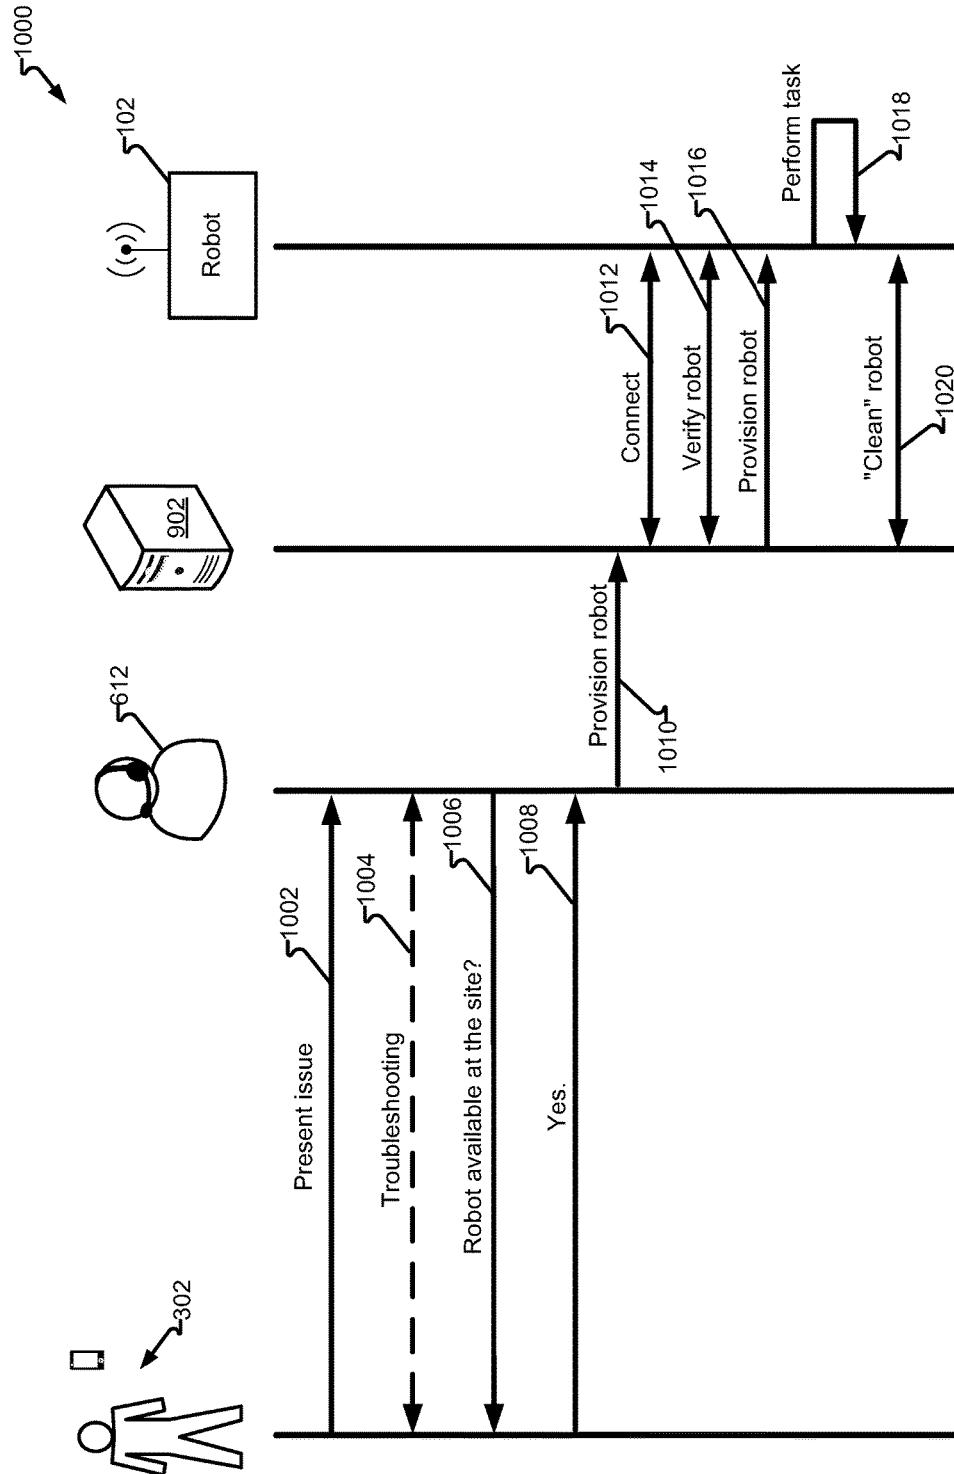 1000
302
612
902
102
Robot
Present issue
1002
Troubleshooting
1004
Robot available at the site?
1006
Yes.
1008
Provision robot
1010
Connect
1012
Verify robot
1014
Provision robot
1016
Perform task
1018
"Clean" robot
1020